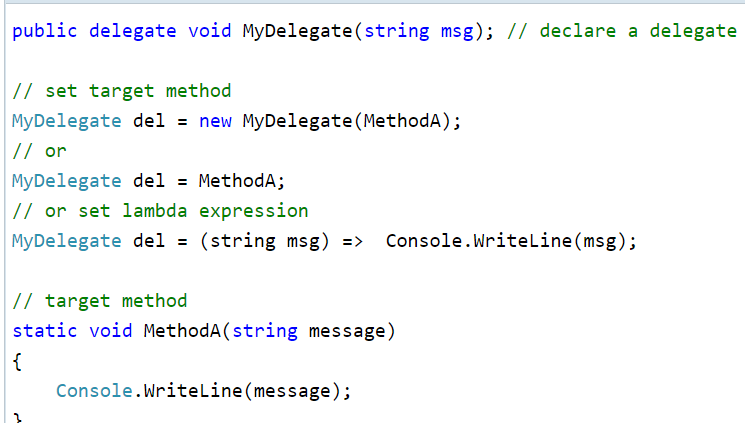 public delegate void MyDelegate(string msg); // declare a delegate
// set target method
MyDelegate del = new MyDelegate(MethodA);
// or
MyDelegate del = MethodA;
// or set lambda expression
MyDelegate del = (string msg) =>  Console.WriteLine(msg);
// target method
static void MethodA(string message)
{
    Console.WriteLine(message);
}